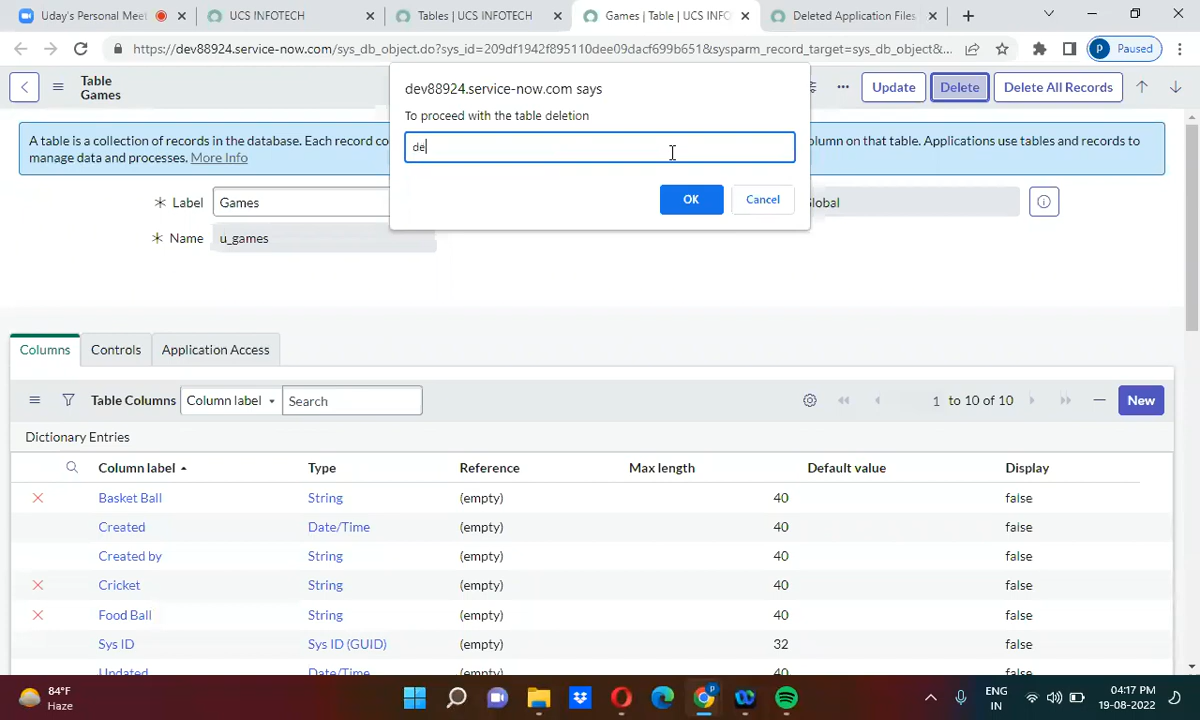 Uday's Personal Meet
UCS INFOTECH
Tables | UCS INFOTECH
Games | Table | UCS INFO
Deleted Application Files
https://dev88924.service-now.com/sys_db_object.do?sys_id=209df1942f895110dee09dacf699b651&sysparm_record_target=sys_db_object&...
P Paused
Table
Games
Update
Delete
Delete All Records
dev88924.service-now.com says
To proceed with the table deletion
de
OK
Cancel
A table is a collection of records in the database. Each record co
olumn on that table. Applications use tables and records to
manage data and processes. More Info
Label
Games
Global
Name
u_games
Columns
Controls
Application Access
Table Columns
Column label
Search
1 to 10 of 10
New
Dictionary Entries
Column label Type Reference Max length Default value Display
Basket Ball String (empty) 40 false
Created Date/Time (empty) 40 false
Created by String (empty) 40 false
Cricket String (empty) 40 false
Food Ball String (empty) 40 false
Sys ID Sys ID (GUID) (empty) 32 false
Updated Date/Time (empty) 40 false
84°F
Haze
P
ENG
IN
04:17 PM
19-08-2022